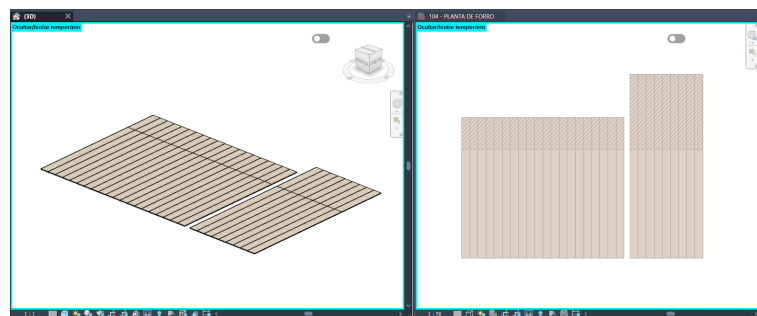 (3D)
104 - PLANTA DE FORRO
Ocultar/Isolar temporário
Ocultar/Isolar temporário
1 : 1
1 : 50